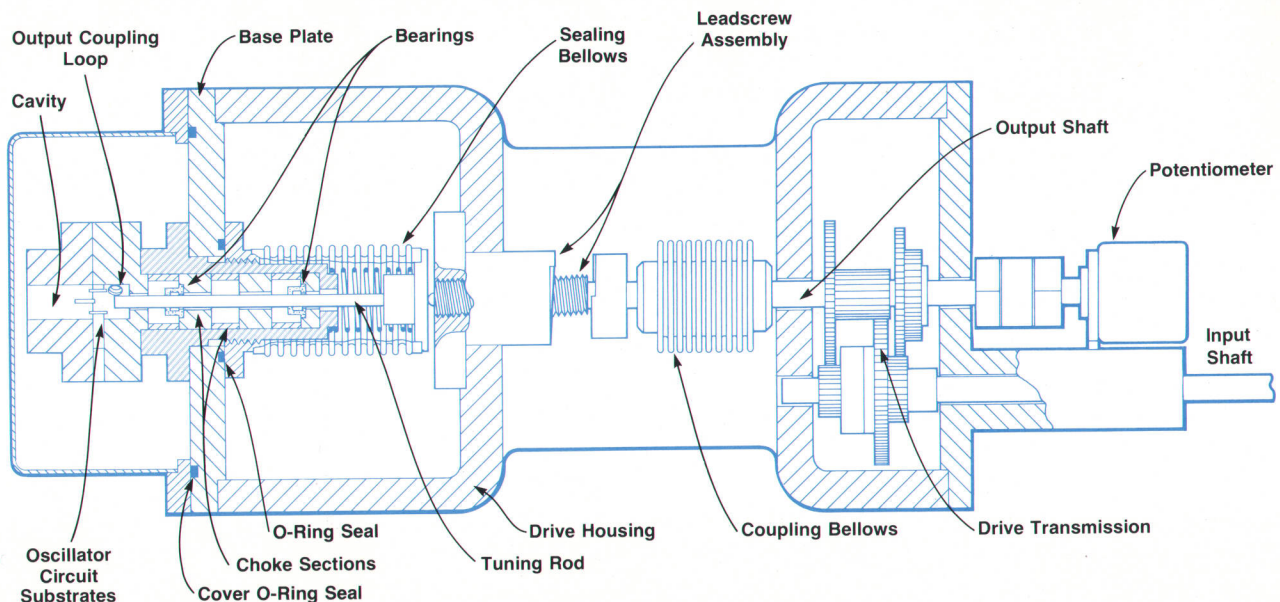 Output Coupling
Loop
Base Plate
Bearings
Sealing
Bellows
Leadscrew
Assembly
Cavity
Output Shaft
Potentiometer
Input
Shaft
O-Ring Seal
Drive Housing
Coupling Bellows
Drive Transmission
Oscillator
Circuit
Substrates
Choke Sections
Tuning Rod
Cover O-Ring Seal